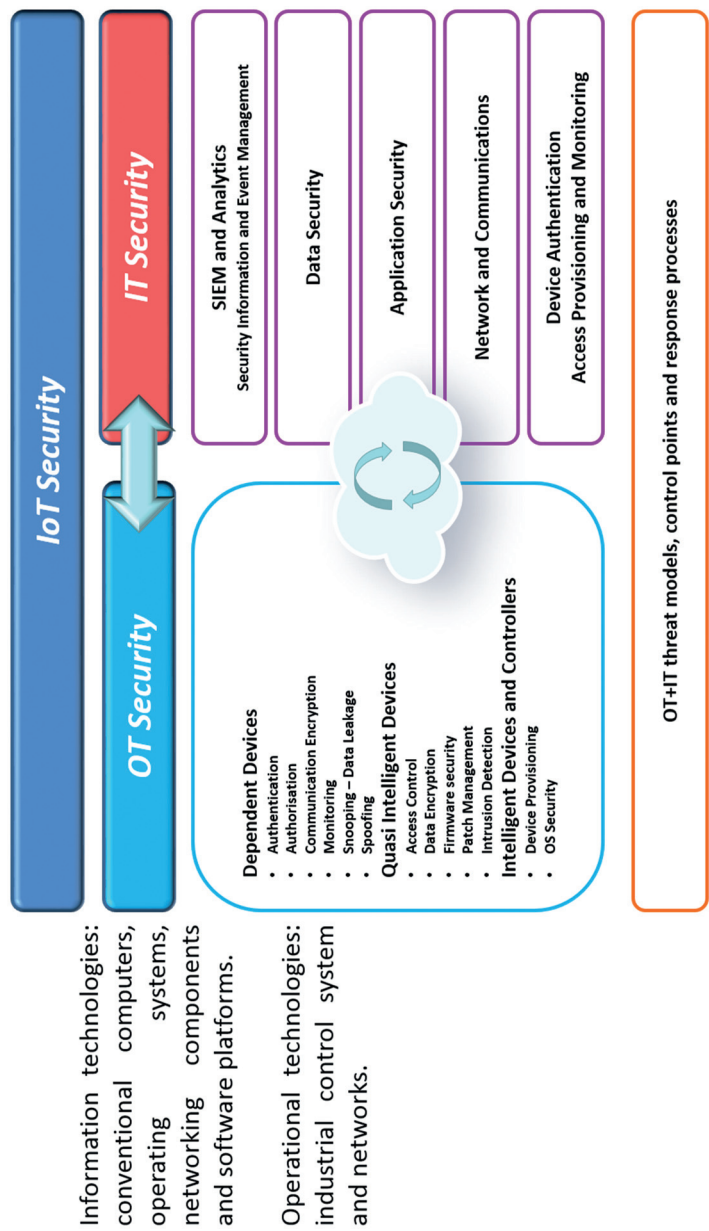 Information technologies:
conventional computers,
operating systems,
networking components
and software platforms.
Operational technologies:
industrial control system
and networks.
IoT Security
OT Security
IT Security
Dependent Devices
• Authentication
• Authorisation
• Communication Encryption
• Monitoring
• Snooping – Data Leakage
• Spoofing
Quasi Intelligent Devices
• Access Control
• Data Encryption
• Firmware security
• Patch Management
• Intrusion Detection
Intelligent Devices and Controllers
• Device Provisioning
• OS Security
SIEM and Analytics
Security Information and Event Management
Data Security
Application Security
Network and Communications
Device Authentication
Access Provisioning and Monitoring
OT+IT threat models, control points and response processes